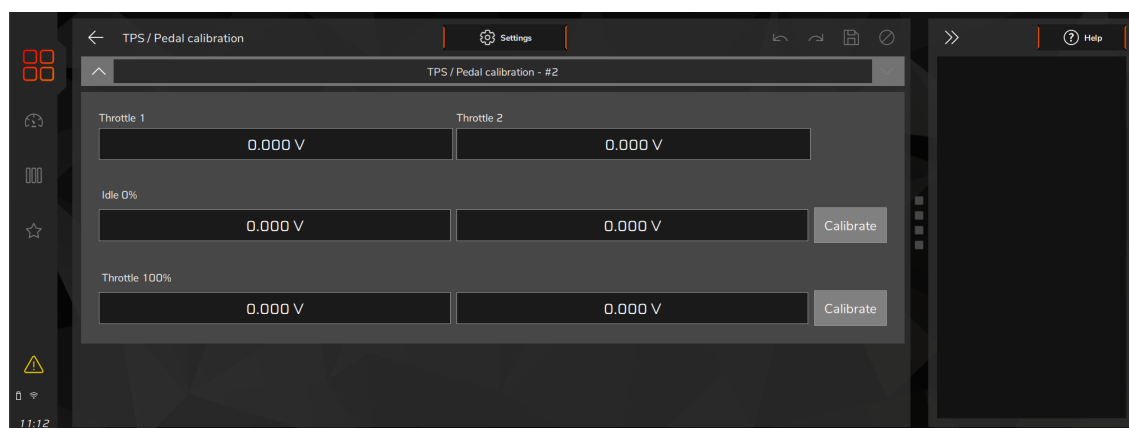 TPS / Pedal calibration
Settings
Help
TPS / Pedal calibration - #2
Throttle 1
Throttle 2
0.000 V
0.000 V
Idle 0%
0.000 V
0.000 V
Calibrate
Throttle 100%
0.000 V
0.000 V
Calibrate
11:12